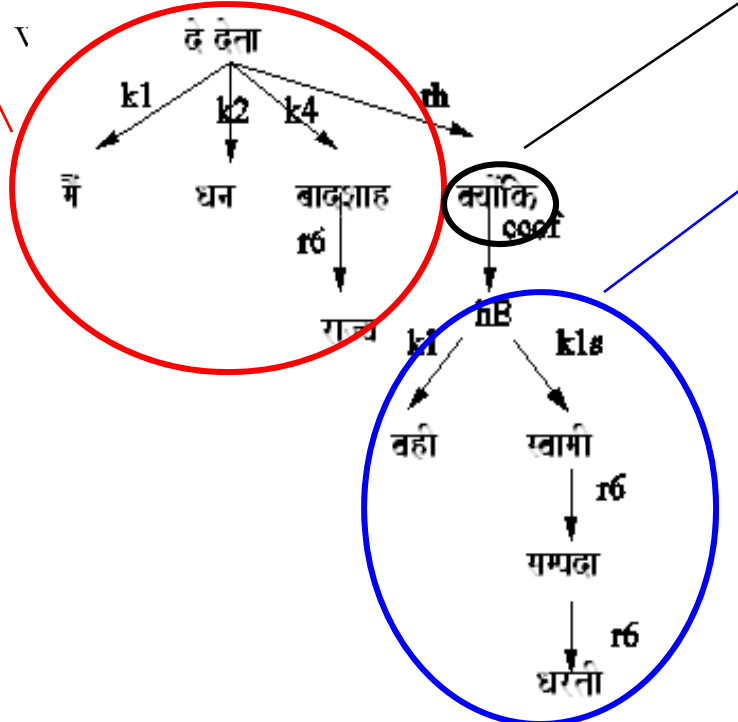 दे देता
k1 k2 k4 rh
मैं धन बादशाह क्योंकि
r6 ccof
राज्य hE
k1 k1s
वही स्वामी
r6
सम्पदा
r6
धरती